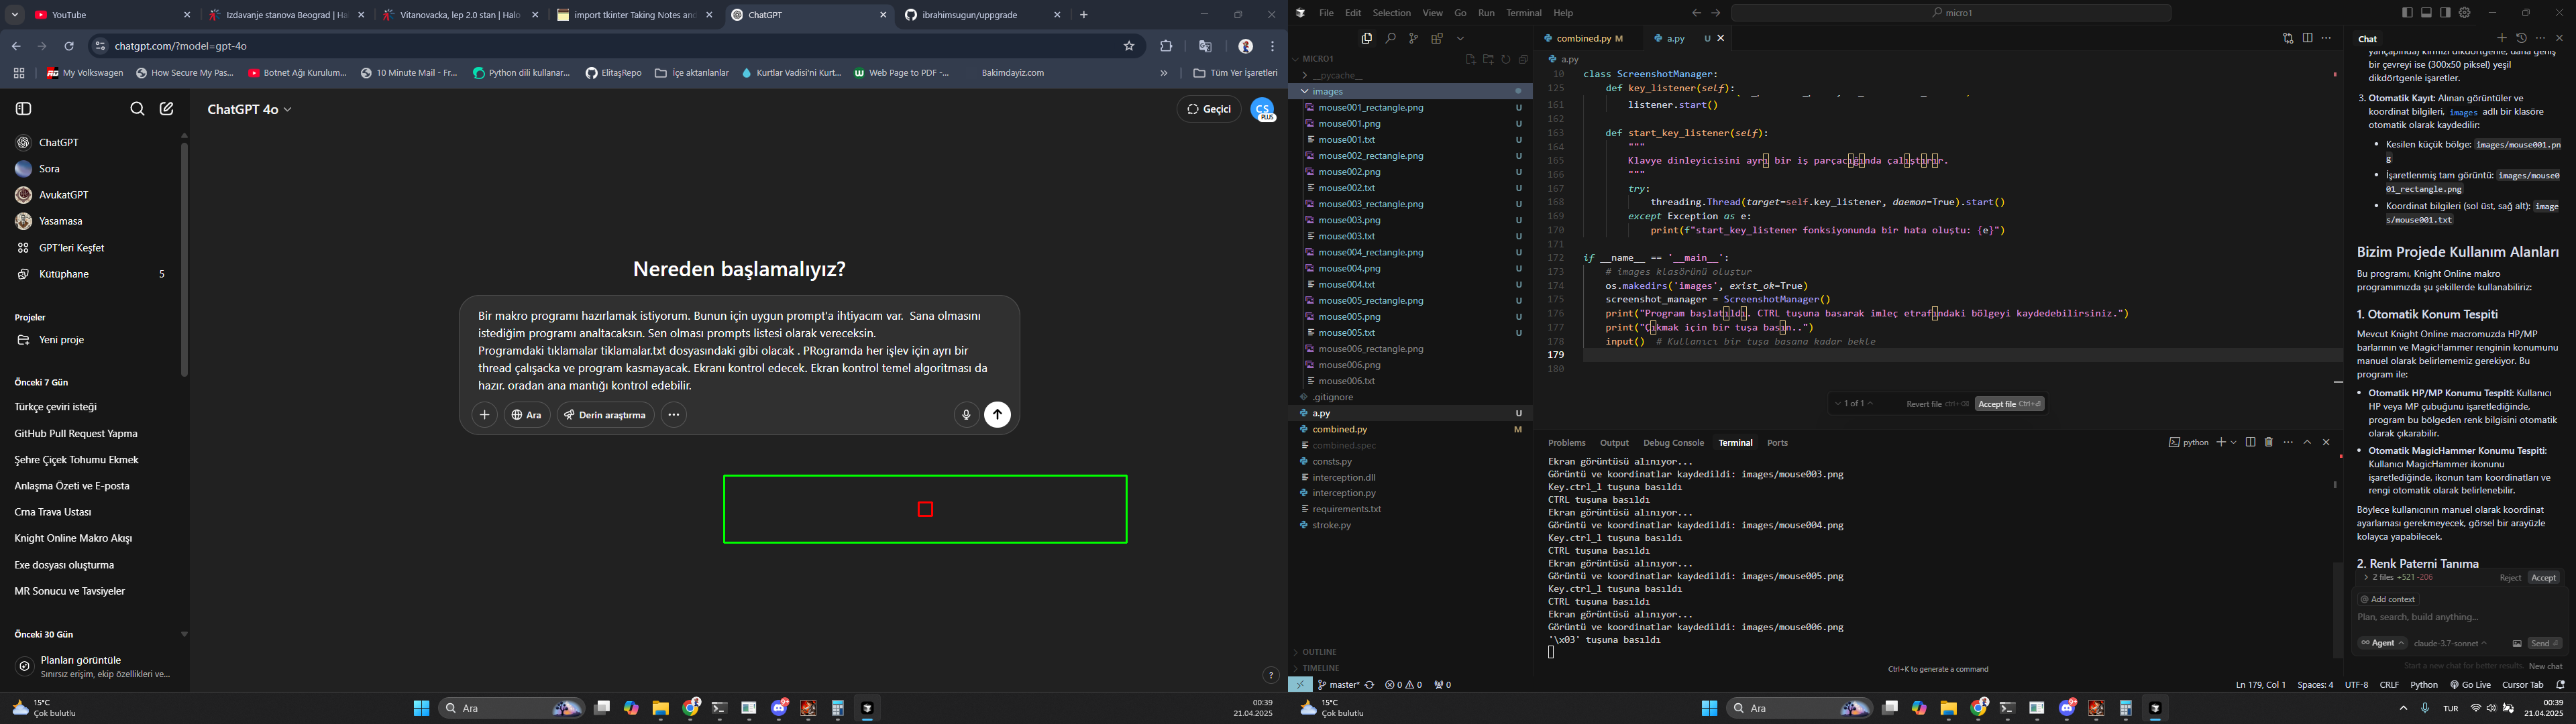 YouTube
Izdavanje stanova Beograd | Ha
Vitanovacka, lep 2.0 stan | Halo
import tkinter Taking Notes and
ChatGPT
ibrahimsugun/uppgrade
chatgpt.com/?model=gpt-4o
My Volkswagen
How Secure My Pas...
Botnet Ağı Kurulum...
10 Minute Mail - Fr...
Python dili kullanar...
ElitaşRepo
İçe aktarılanlar
Kurtlar Vadisi'ni Kurt...
Web Page to PDF -...
Bakimdayiz.com
Tüm Yer İşaretleri
ChatGPT
Sora
AvukatGPT
Yasamasa
GPT'leri Keşfet
Kütüphane 5
Projeler
Yeni proje
Önceki 7 Gün
Türkçe çeviri isteği
GitHub Pull Request Yapma
Şehre Çiçek Tohumu Ekmek
Anlaşma Özeti ve E-posta
Crna Trava Ustası
Knight Online Makro Akışı
Exe dosyası oluşturma
MR Sonucu ve Tavsiyeler
Önceki 30 Gün
Planları görüntüle
Sınırsız erişim, ekip özellikleri ve...
ChatGPT 4o
Geçici
CS
PLUS
Nereden başlamalıyız?
Bir makro programı hazırlamak istiyorum. Bunun için uygun prompt'a ihtiyacım var. Sana olmasını
istediğim programı analtacaksın. Sen olması prompts listesi olarak vereceksin.
Programdaki tıklamalar tiklamalar.txt dosyasındaki gibi olacak . PRogramda her işlev için ayrı bir
thread çalışacka ve program kasmayacak. Ekranı kontrol edecek. Ekran kontrol temel algoritması da
hazır. oradan ana mantığı kontrol edebilir.
Ara
Derin araştırma
?
15°C
Çok bulutlu
Ara
00:39
21.04.2025
File Edit Selection View Go Run Terminal Help
micro1
MICRO1
__pycache__
images
mouse001_rectangle.png U
mouse001.png U
mouse001.txt U
mouse002_rectangle.png U
mouse002.png U
mouse002.txt U
mouse003_rectangle.png U
mouse003.png U
mouse003.txt U
mouse004_rectangle.png U
mouse004.png U
mouse004.txt U
mouse005_rectangle.png U
mouse005.png U
mouse005.txt U
mouse006_rectangle.png
mouse006.png
mouse006.txt
.gitignore
a.py U
combined.py M
combined.spec
consts.py
interception.dll
interception.py
requirements.txt
stroke.py
OUTLINE
TIMELINE
combined.py M
a.py U
a.py
10 class ScreenshotManager:
125 def key_listener(self):
161 listener.start()
162
163 def start_key_listener(self):
164 """
165 Klavye dinleyicisini ayrı bir iş parçacığında çalıştırır.
166 """
167 try:
168 threading.Thread(target=self.key_listener, daemon=True).start()
169 except Exception as e:
170 print(f"start_key_listener fonksiyonunda bir hata oluştu: {e}")
171
172 if __name__ == '__main__':
173 # images klasörünü oluştur
174 os.makedirs('images', exist_ok=True)
175 screenshot_manager = ScreenshotManager()
176 print("Program başlatıldı. CTRL tuşuna basarak imleç etrafındaki bölgeyi kaydedebilirsiniz.")
177 print("Çıkmak için bir tuşa basın..")
178 input() # Kullanıcı bir tuşa basana kadar bekle
179
180
1 of 1
Revert file ctrl+⌫
Accept file Ctrl+⏎
Problems Output Debug Console Terminal Ports
python
Ekran görüntüsü alınıyor...
Görüntü ve koordinatlar kaydedildi: images/mouse003.png
Key.ctrl_l tuşuna basıldı
CTRL tuşuna basıldı
Ekran görüntüsü alınıyor...
Görüntü ve koordinatlar kaydedildi: images/mouse004.png
Key.ctrl_l tuşuna basıldı
CTRL tuşuna basıldı
Ekran görüntüsü alınıyor...
Görüntü ve koordinatlar kaydedildi: images/mouse005.png
Key.ctrl_l tuşuna basıldı
CTRL tuşuna basıldı
Ekran görüntüsü alınıyor...
Görüntü ve koordinatlar kaydedildi: images/mouse006.png
'\x03' tuşuna basıldı
Ctrl+K to generate a command
Chat
yarıçapında) kırmızı dikdörtgenle, daha geniş
bir çevreyi ise (300x50 piksel) yeşil
dikdörtgenle işaretler.
3. Otomatik Kayıt: Alınan görüntüler ve
koordinat bilgileri, images adlı bir klasöre
otomatik olarak kaydedilir:
• Kesilen küçük bölge: images/mouse001.pn
g
• İşaretlenmiş tam görüntü: images/mouse0
01_rectangle.png
• Koordinat bilgileri (sol üst, sağ alt): image
s/mouse001.txt
Bizim Projede Kullanım Alanları
Bu programı, Knight Online makro
programımızda şu şekillerde kullanabiliriz:
1. Otomatik Konum Tespiti
Mevcut Knight Online macromuzda HP/MP
barlarının ve MagicHammer renginin konumunu
manuel olarak belirlememiz gerekiyor. Bu
program ile:
• Otomatik HP/MP Konumu Tespiti: Kullanıcı
HP veya MP çubuğunu işaretlediğinde,
program bu bölgeden renk bilgisini otomatik
olarak çıkarabilir.
• Otomatik MagicHammer Konumu Tespiti:
Kullanıcı MagicHammer ikonunu
işaretlediğinde, ikonun tam koordinatları ve
rengi otomatik olarak belirlenebilir.
Böylece kullanıcının manuel olarak koordinat
ayarlaması gerekmeyecek, görsel bir arayüzle
kolayca yapabilecek.
2. Renk Paterni Tanıma
2 files +521 -206
Reject
Accept
Add context
Plan, search, build anything...
Agent
claude-3.7-sonnet
Send
Start a new chat for better results. New chat
master*
0 0
0
Ln 179, Col 1
Spaces: 4
UTF-8
CRLF
Python
Go Live
Cursor Tab
15°C
Çok bulutlu
Ara
TUR
00:39
21.04.2025